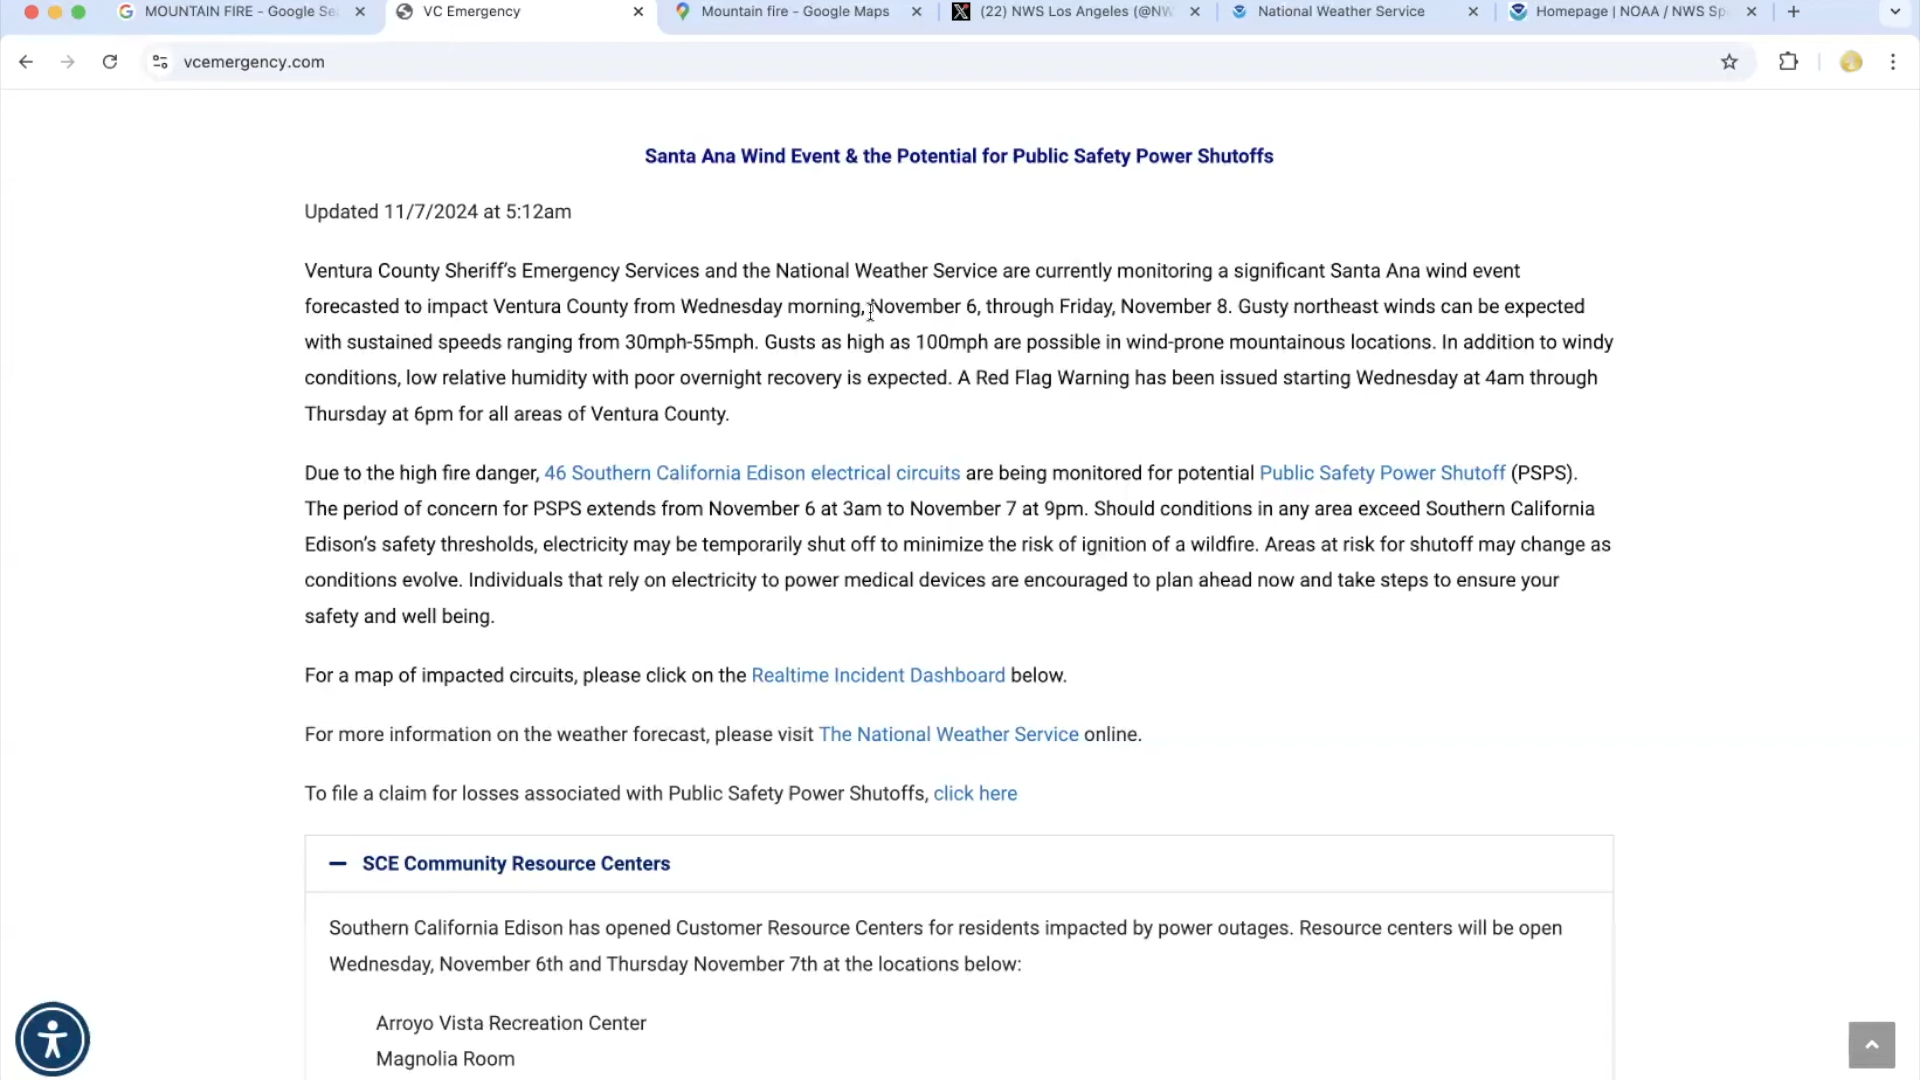 MOUNTAIN FIRE - Google Se
VC Emergency
Mountain fire - Google Maps
(22) NWS Los Angeles (@NW
National Weather Service
Homepage | NOAA / NWS Sp
vcemergency.com
Santa Ana Wind Event & the Potential for Public Safety Power Shutoffs
Updated 11/7/2024 at 5:12am
Ventura County Sheriff's Emergency Services and the National Weather Service are currently monitoring a significant Santa Ana wind event
forecasted to impact Ventura County from Wednesday morning, November 6, through Friday, November 8. Gusty northeast winds can be expected
with sustained speeds ranging from 30mph-55mph. Gusts as high as 100mph are possible in wind-prone mountainous locations. In addition to windy
conditions, low relative humidity with poor overnight recovery is expected. A Red Flag Warning has been issued starting Wednesday at 4am through
Thursday at 6pm for all areas of Ventura County.
Due to the high fire danger, 46 Southern California Edison electrical circuits are being monitored for potential Public Safety Power Shutoff (PSPS).
The period of concern for PSPS extends from November 6 at 3am to November 7 at 9pm. Should conditions in any area exceed Southern California
Edison's safety thresholds, electricity may be temporarily shut off to minimize the risk of ignition of a wildfire. Areas at risk for shutoff may change as
conditions evolve. Individuals that rely on electricity to power medical devices are encouraged to plan ahead now and take steps to ensure your
safety and well being.
For a map of impacted circuits, please click on the Realtime Incident Dashboard below.
For more information on the weather forecast, please visit The National Weather Service online.
To file a claim for losses associated with Public Safety Power Shutoffs, click here
SCE Community Resource Centers
Southern California Edison has opened Customer Resource Centers for residents impacted by power outages. Resource centers will be open
Wednesday, November 6th and Thursday November 7th at the locations below:
Arroyo Vista Recreation Center
Magnolia Room